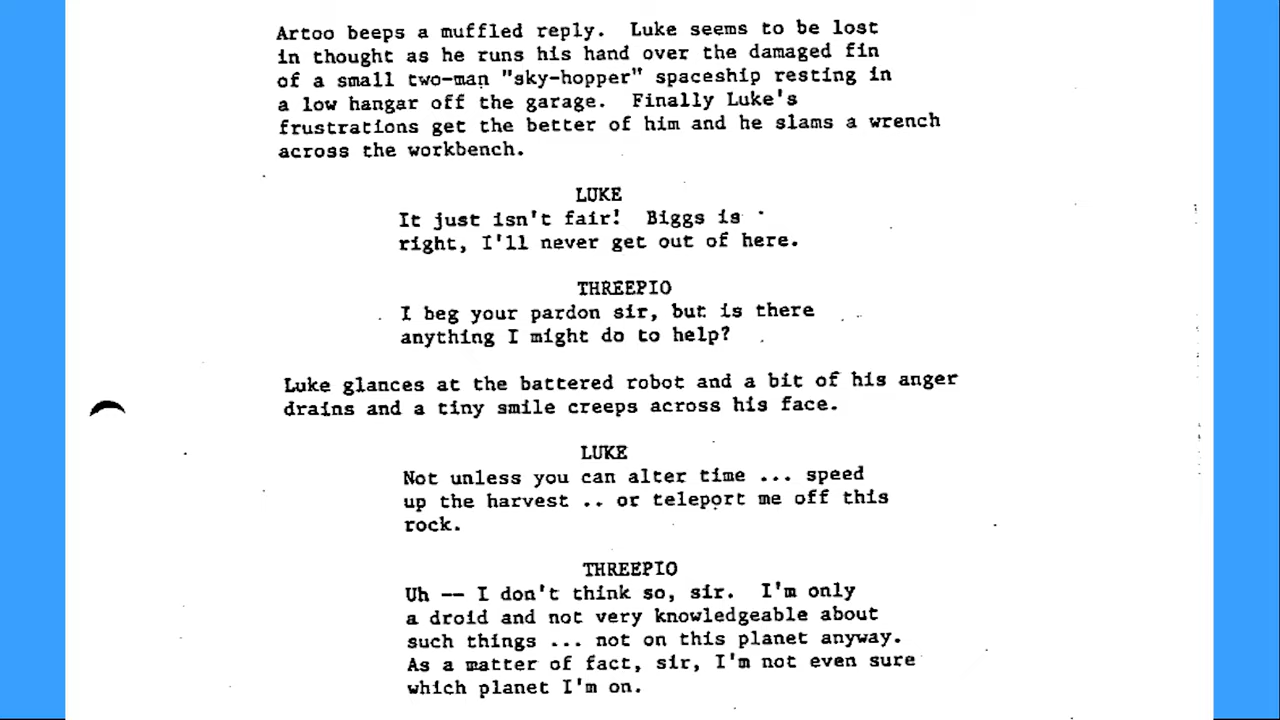 Artoo beeps a muffled reply. Luke seems to be lost
in thought as he runs his hand over the damaged fin
of a small two-man "sky-hopper" spaceship resting in
a low hangar off the garage. Finally Luke's
frustrations get the better of him and he slams a wrench
across the workbench.
LUKE
It just isn't fair! Biggs is
right, I'll never get out of here.
THREEPIO
I beg your pardon sir, but is there
anything I might do to help?
Luke glances at the battered robot and a bit of his anger
drains and a tiny smile creeps across his face.
LUKE
Not unless you can alter time ... speed
up the harvest .. or teleport me off this
rock.
THREEPIO
Uh -- I don't think so, sir. I'm only
a droid and not very knowledgeable about
such things ... not on this planet anyway.
As a matter of fact, sir, I'm not even sure
which planet I'm on.